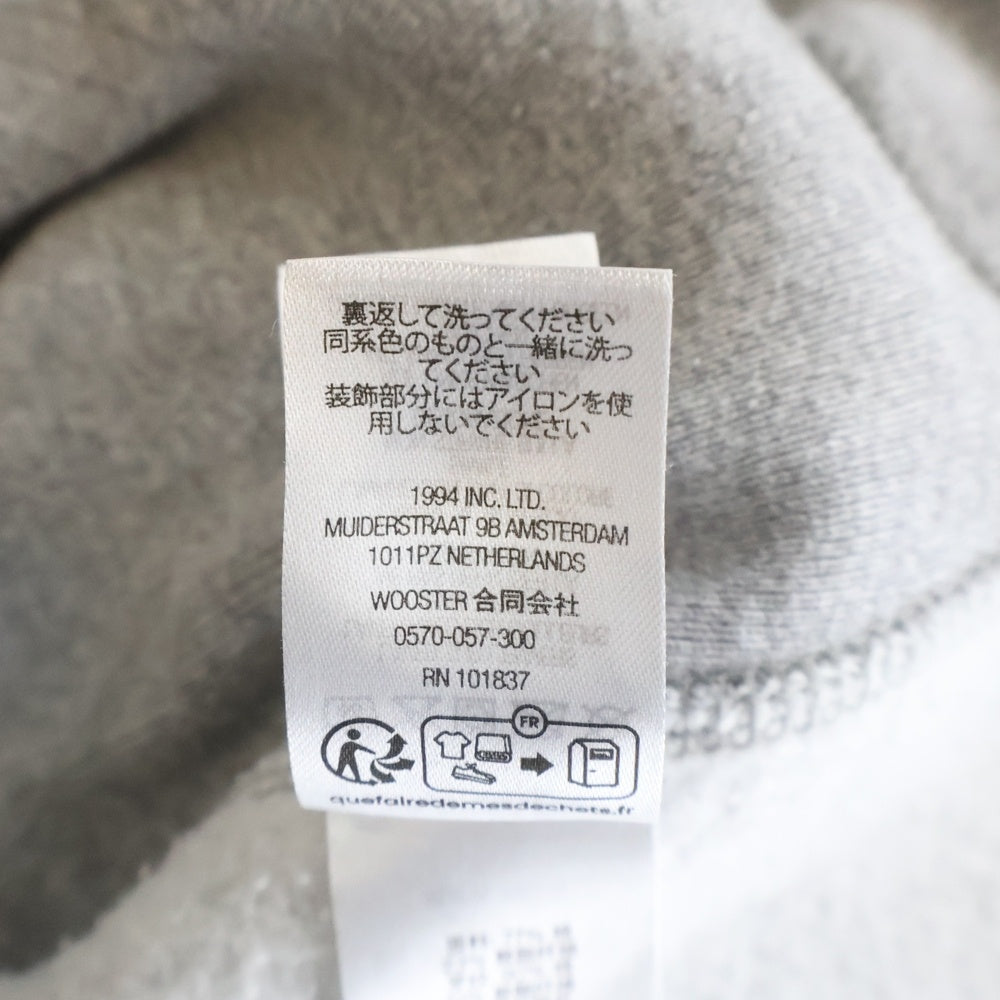 裏返して洗ってください
同系色のものと一緒に洗っ
てください
装飾部分にはアイロンを使
用しないでください
1994 INC. LTD.
MUIDERSTRAAT 9B AMSTERDAM
1011PZ NETHERLANDS
WOOSTER 合同会社
0570-057-300
RN 101837
FR
quefairedemesdechets.fr